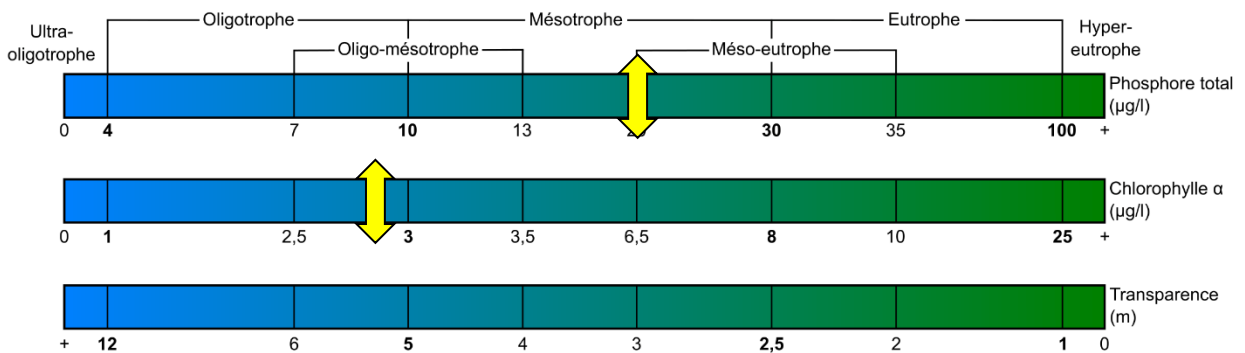 Oligotrophe Mésotrophe Eutrophe
Ultra-
oligotrophe
Hyper-
eutrophe
Oligo-mésotrophe Méso-eutrophe
Phosphore total
(µg/l)
0 4 7 10 13 30 35 100 +
Chlorophylle α
(µg/l)
0 1 2,5 3 3,5 6,5 8 10 25 +
Transparence
(m)
+ 12 6 5 4 3 2,5 2 1 0